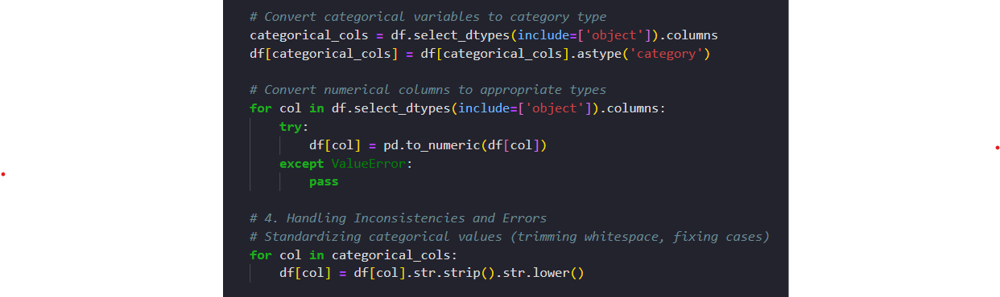 # Convert categorical variables to category type
categorical_cols = df.select_dtypes(include=['object']).columns
df[categorical_cols] = df[categorical_cols].astype('category')

# Convert numerical columns to appropriate types
for col in df.select_dtypes(include=['object']).columns:
    try:
        df[col] = pd.to_numeric(df[col])
    except ValueError:
        pass

# 4. Handling Inconsistencies and Errors
# Standardizing categorical values (trimming whitespace, fixing cases)
for col in categorical_cols:
    df[col] = df[col].str.strip().str.lower()